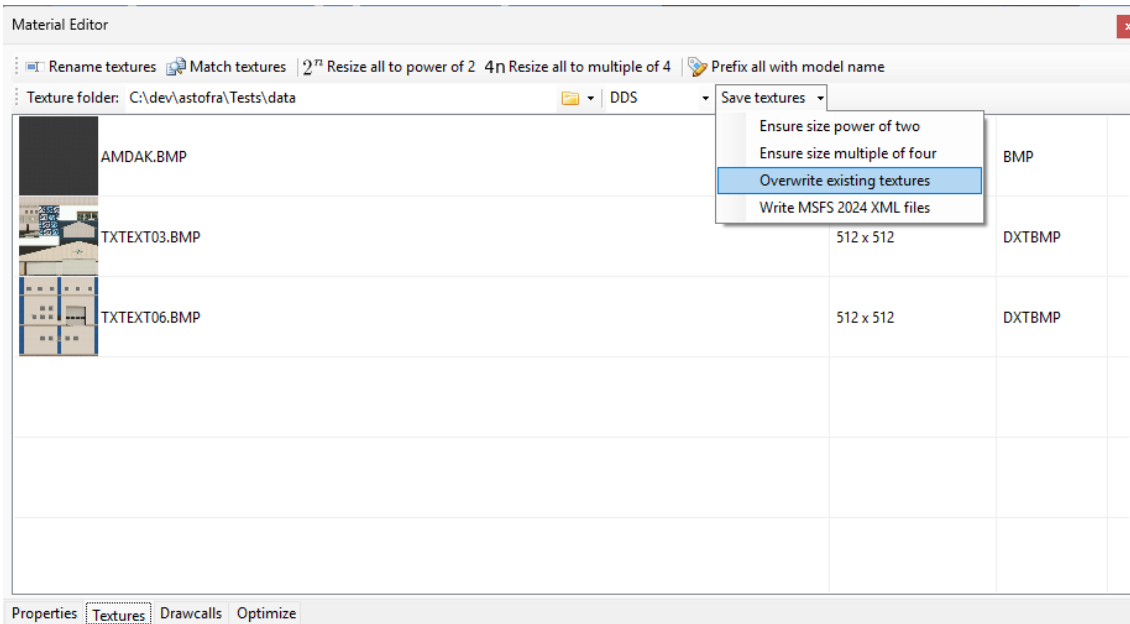 Material Editor
Rename textures Match textures 2ⁿ Resize all to power of 2 4n Resize all to multiple of 4 Prefix all with model name
Texture folder: C:\dev\astofra\Tests\data DDS Save textures
Ensure size power of two
Ensure size multiple of four
Overwrite existing textures
Write MSFS 2024 XML files
AMDAK.BMP BMP
TXTEXT03.BMP 512 x 512 DXTBMP
TXTEXT06.BMP 512 x 512 DXTBMP
Properties Textures Drawcalls Optimize